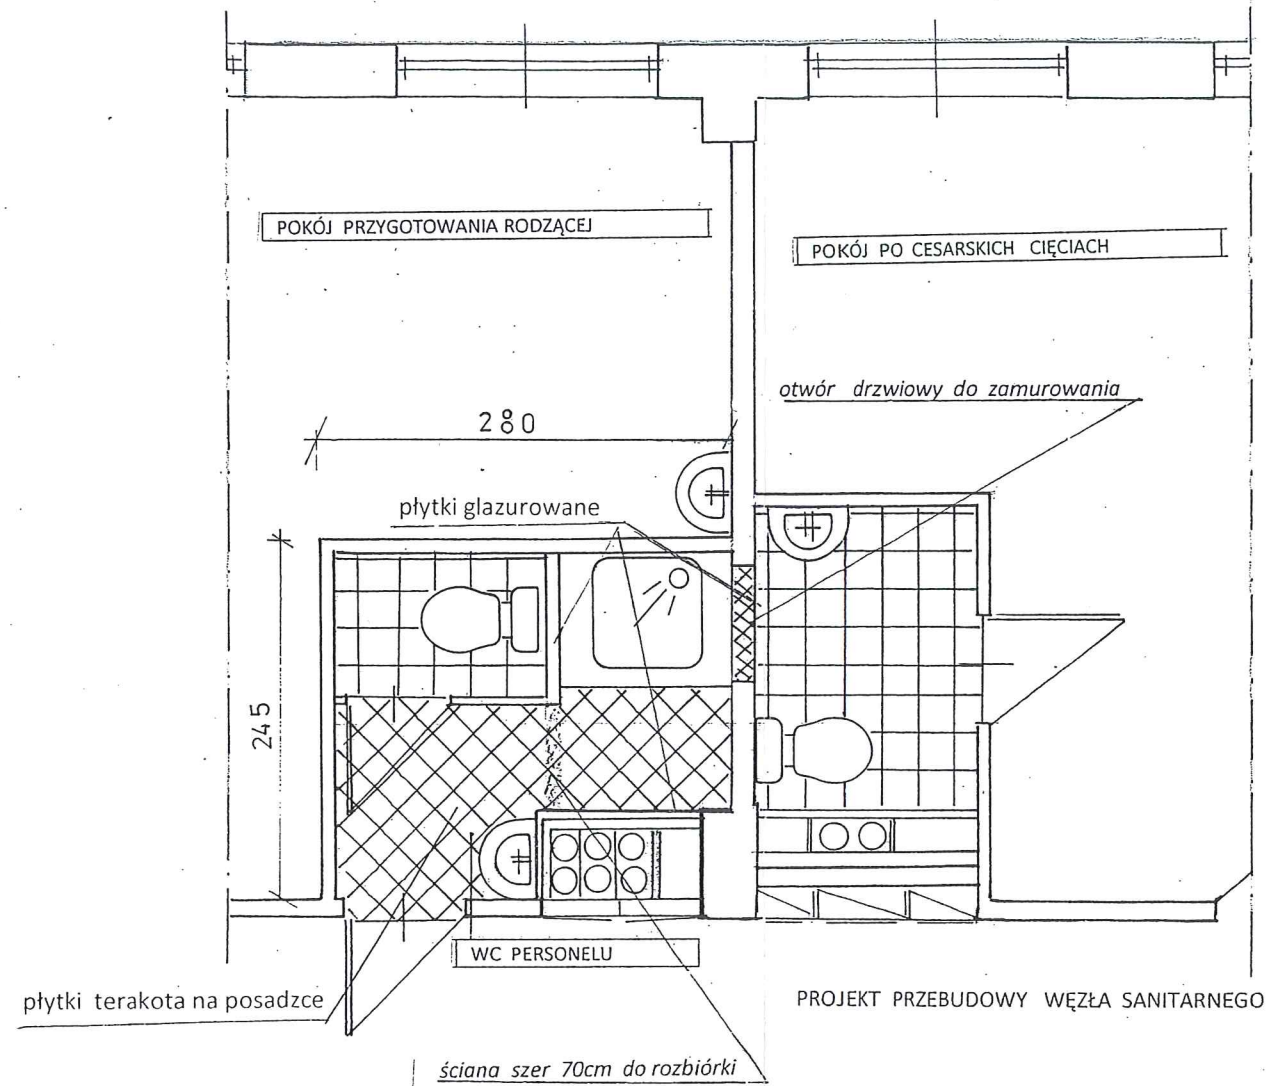 POKÓJ PRZYGOTOWANIA RODZĄCEJ
POKÓJ PO CESARSKICH CIĘCIACH
otwór drzwiowy do zamurowania
280
płytki glazurowane
245
WC PERSONELU
płytki terakota na posadzce
PROJEKT PRZEBUDOWY WĘZŁA SANITARNEGO
ściana szer 70cm do rozbiórki